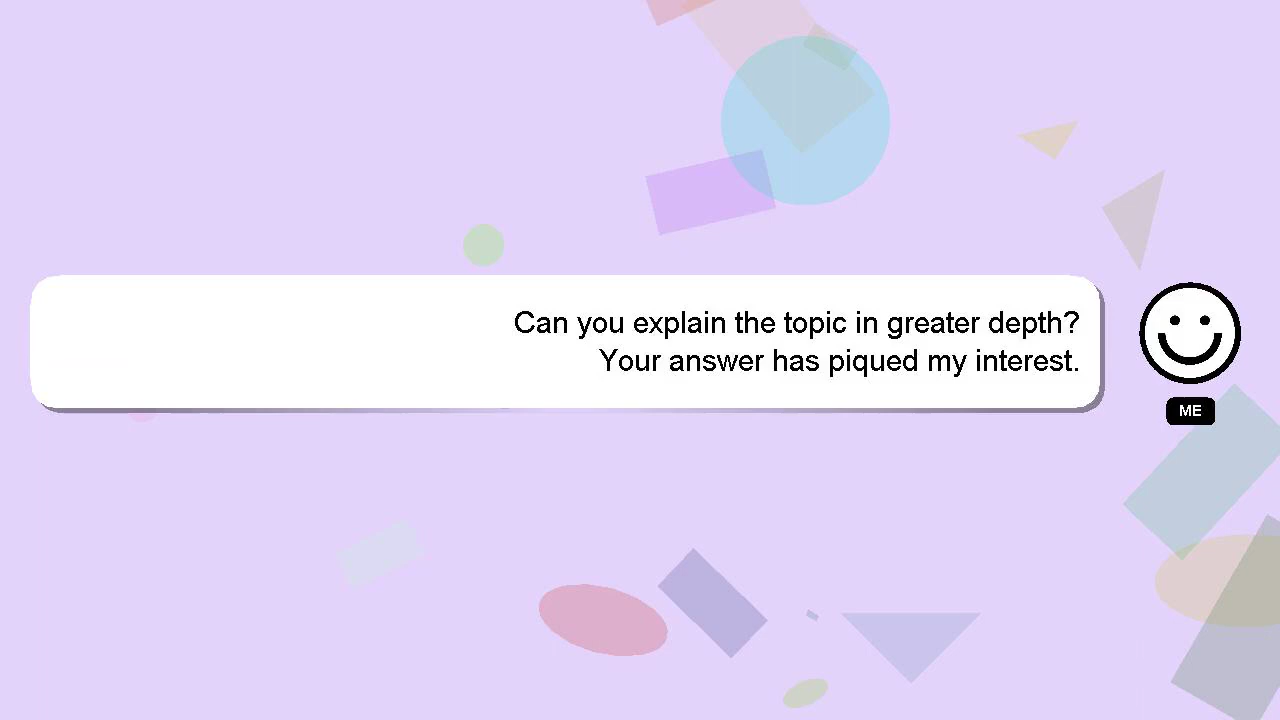 Can you explain the topic in greater depth?
Your answer has piqued my interest.
ME